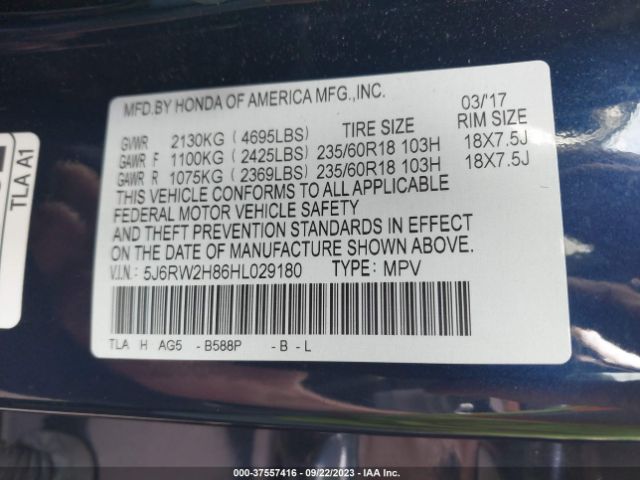 MFD.BY HONDA OF AMERICA MFG.,INC. 03/'17
TIRE SIZE RIM SIZE
GVWR 2130KG (4695LBS)
GAWR F 1100KG (2425LBS) 235/60R18 103H 18X7.5J
GAWR R 1075KG (2369LBS) 235/60R18 103H 18X7.5J
THIS VEHICLE CONFORMS TO ALL APPLICABLE
FEDERAL MOTOR VEHICLE SAFETY
AND THEFT PREVENTION STANDARDS IN EFFECT
ON THE DATE OF MANUFACTURE SHOWN ABOVE.
V.I.N: 5J6RW2H86HL029180 TYPE: MPV
TLA H AG5 - B588P - B - L
TLA A1
000-37557416 | 09/22/2023 | IAA Inc.